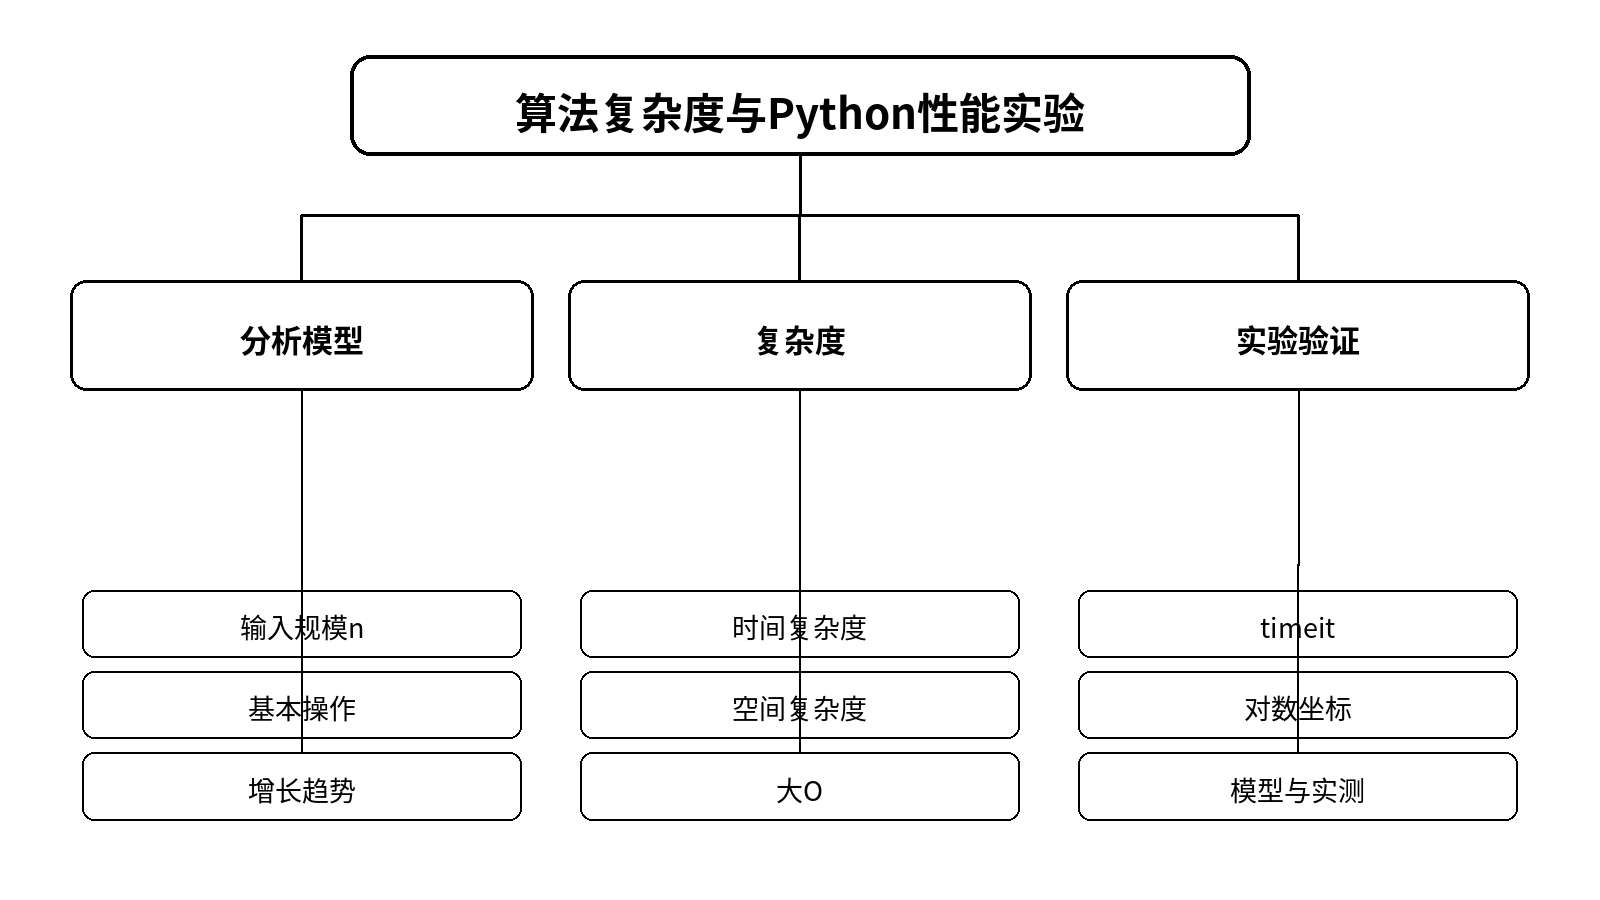 算法复杂度与Python性能实验
分析模型
复杂度
实验验证
输入规模n
时间复杂度
timeit
基本操作
空间复杂度
对数坐标
增长趋势
大O
模型与实测